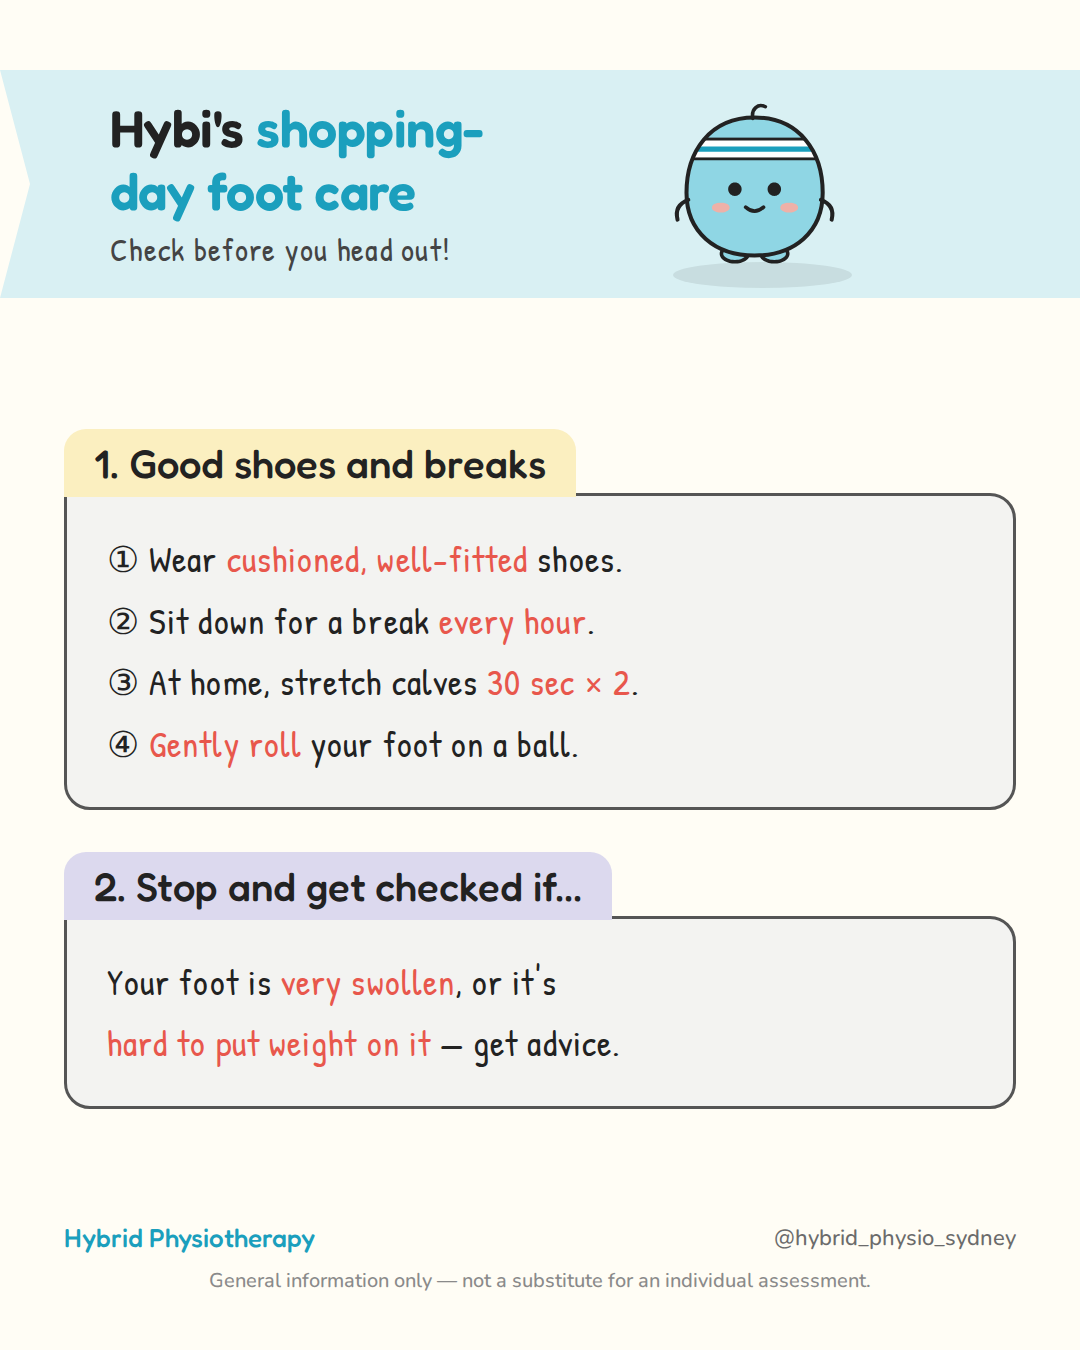 Hybi's shopping-
day foot care
Check before you head out!
1. Good shoes and breaks
① Wear cushioned, well-fitted shoes.
② Sit down for a break every hour.
③ At home, stretch calves 30 sec × 2.
④ Gently roll your foot on a ball.
2. Stop and get checked if...
Your foot is very swollen, or it's
hard to put weight on it — get advice.
Hybrid Physiotherapy
@hybrid_physio_sydney
General information only — not a substitute for an individual assessment.